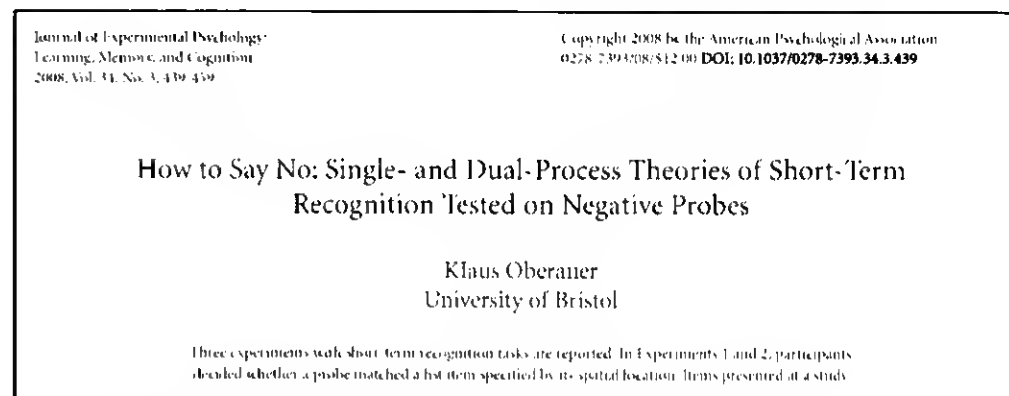 Journal of Experimental Psychology:
Learning, Memory, and Cognition
2008, Vol. 34, No. 3, 439-459
Copyright 2008 by the American Psychological Association
0278-7393/08/$12.00 DOI: 10.1037/0278-7393.34.3.439
How to Say No: Single- and Dual-Process Theories of Short-Term
Recognition Tested on Negative Probes
Klaus Oberauer
University of Bristol
Three experiments with short-term recognition tasks are reported. In Experiments 1 and 2, participants
decided whether a probe matched a list item specified by its spatial location. Items presented at a study